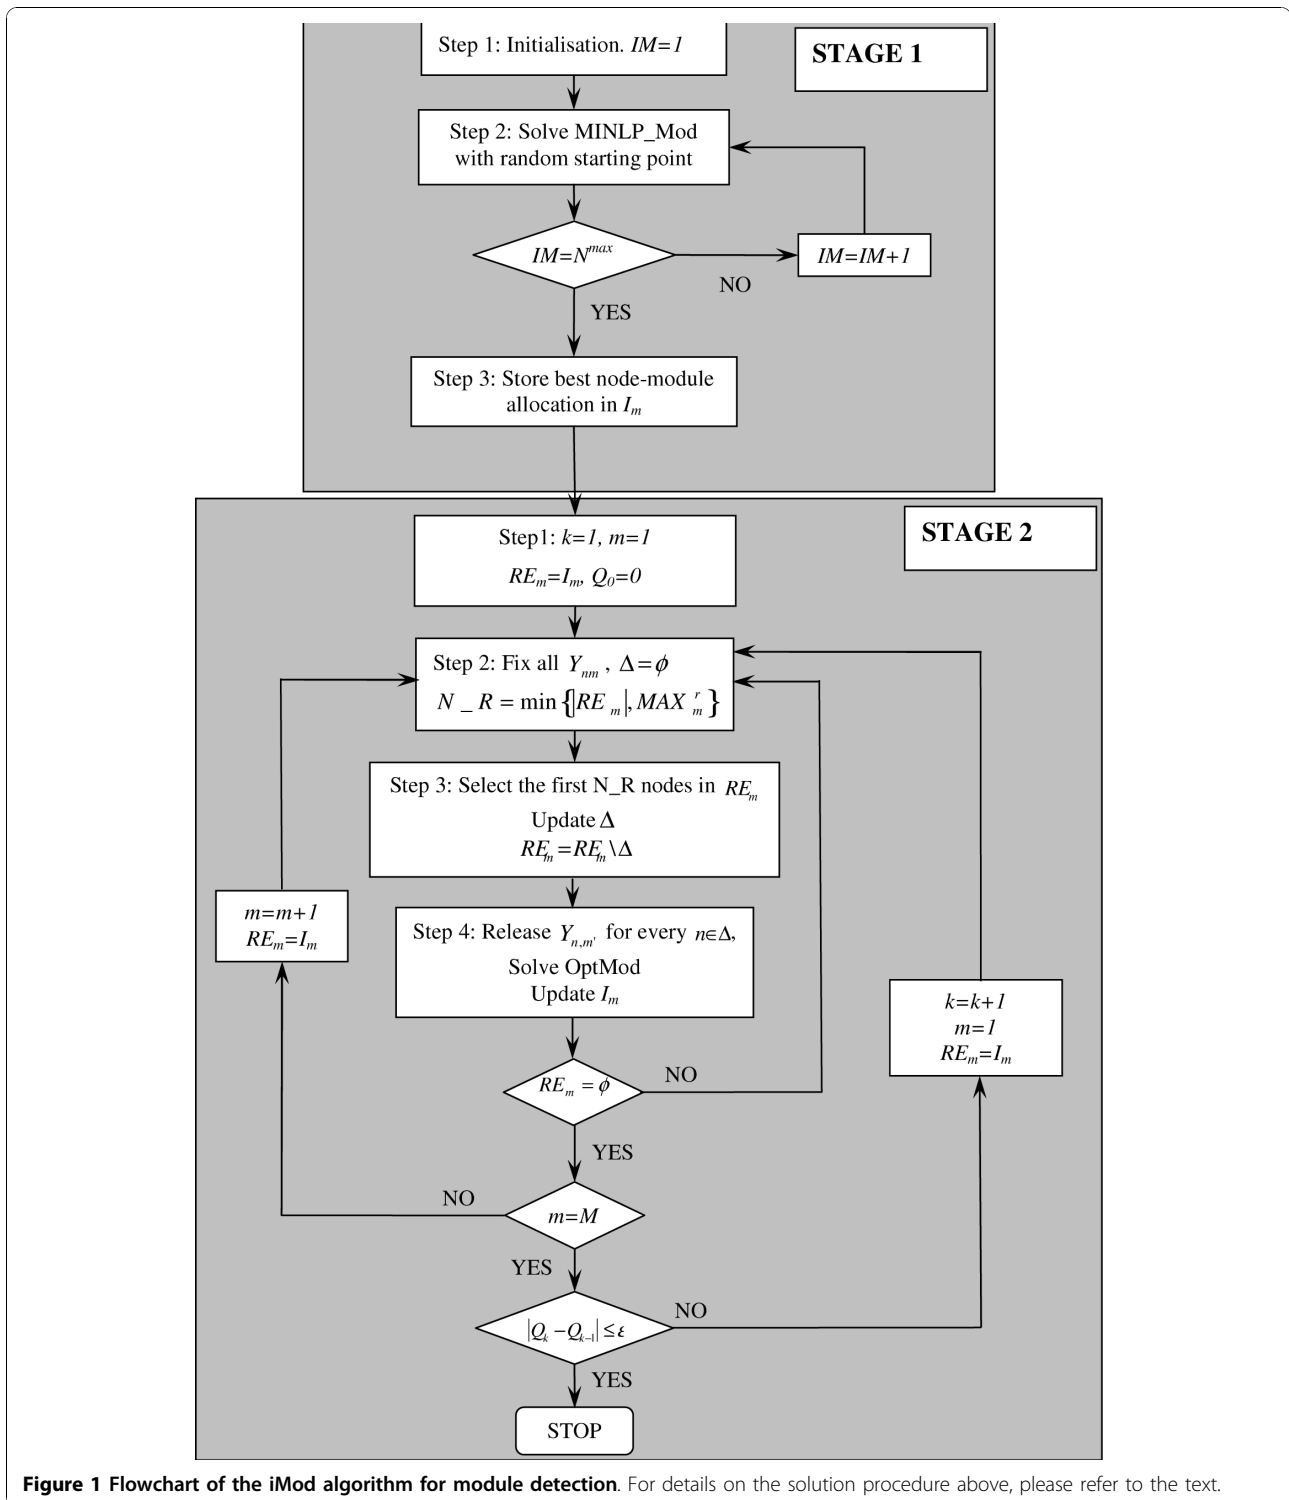 Step 1: Initialisation. IM=1
STAGE 1
Step 2: Solve MINLP_Mod
with random starting point
IM=N^max
NO
IM=IM+1
YES
Step 3: Store best node-module
allocation in I_m
Step1: k=1, m=1
RE_m=I_m, Q_0=0
STAGE 2
Step 2: Fix all Y_nm , Δ=ϕ
N _ R = min {|RE_m|, MAX_m^r}
Step 3: Select the first N_R nodes in RE_m
Update Δ
RE_m=RE_m\Δ
m=m+1
RE_m=I_m
Step 4: Release Y_n,m' for every n∈Δ,
Solve OptMod
Update I_m
k=k+1
m=1
RE_m=I_m
RE_m = ϕ
NO
YES
NO
m=M
YES
|Q_k −Q_k−1| ≤ ε
NO
YES
STOP
Figure 1 Flowchart of the iMod algorithm for module detection. For details on the solution procedure above, please refer to the text.